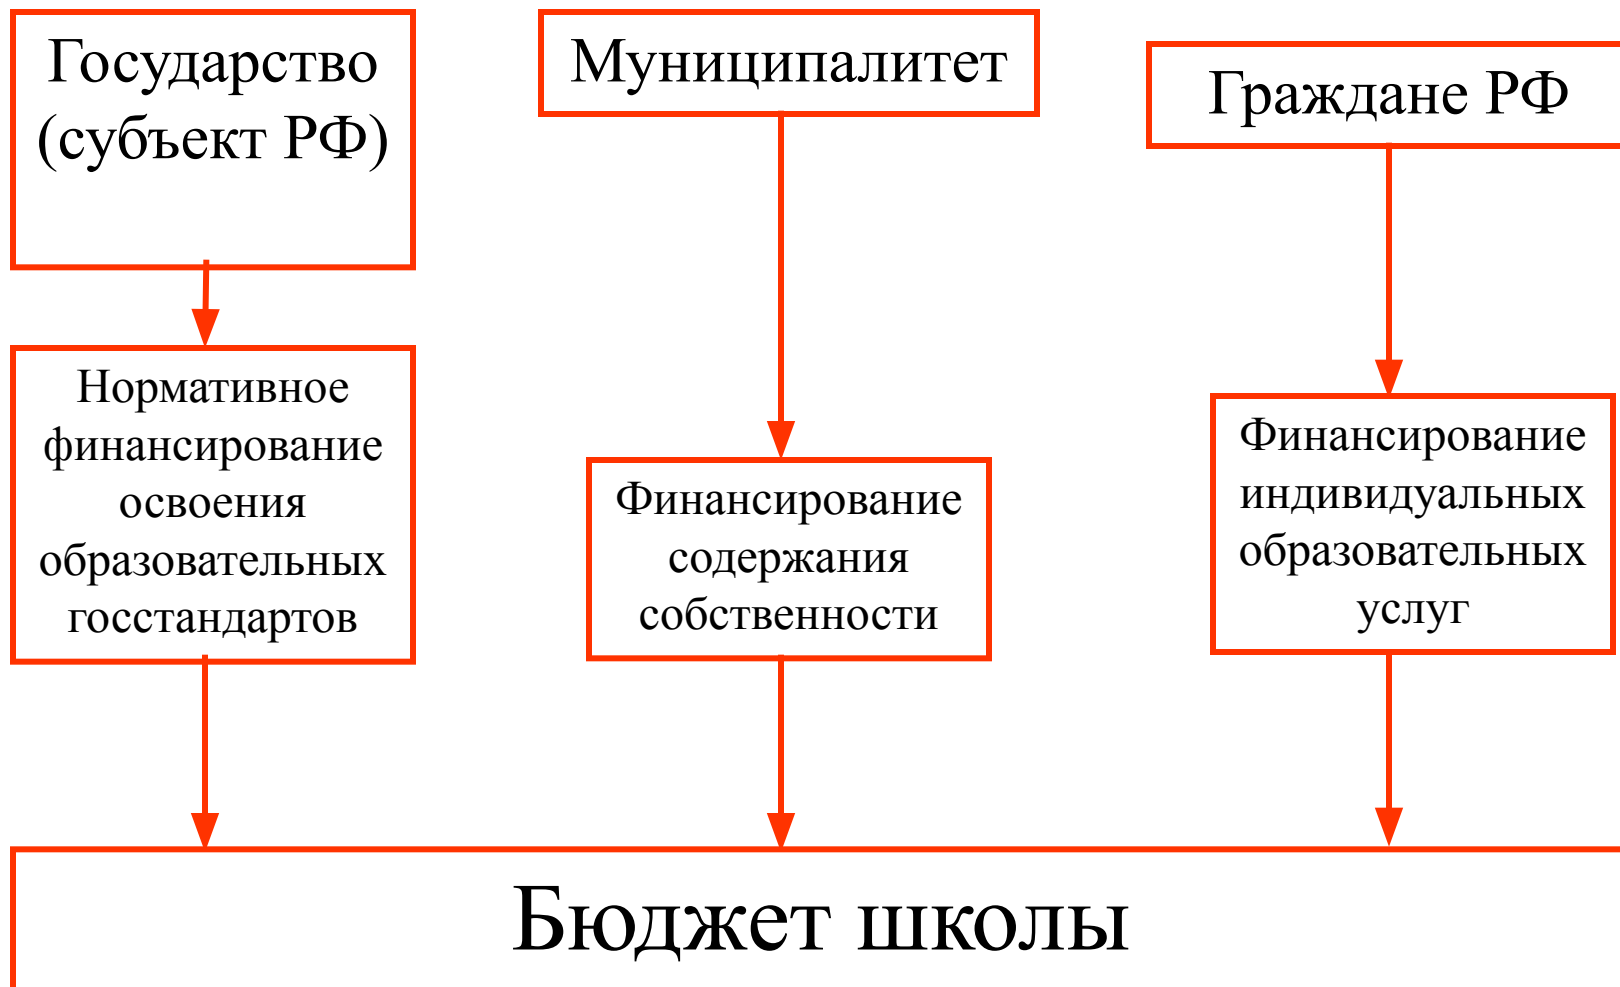 Государство
(субъект РФ)
Муниципалитет
Граждане РФ
Нормативное
финансирование
освоения
образовательных
госстандартов
Финансирование
содержания
собственности
Финансирование
индивидуальных
образовательных
услуг
Бюджет школы